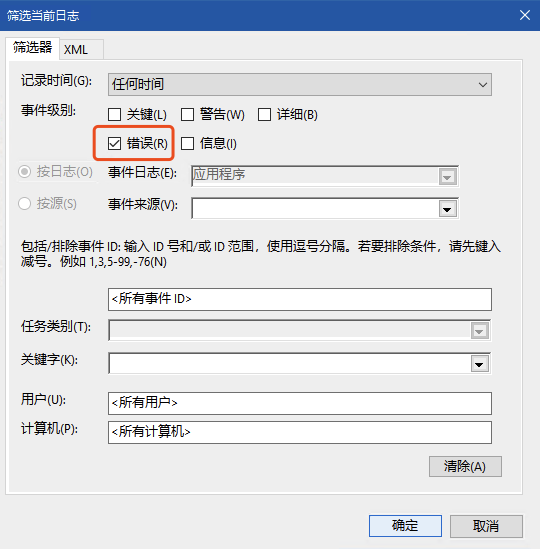 筛选当前日志
筛选器 XML
记录时间(G): 任何时间
事件级别: 关键(L) 警告(W) 详细(B)
错误(R) 信息(I)
按日志(O) 事件日志(E): 应用程序
按源(S) 事件来源(V):
包括/排除事件 ID: 输入 ID 号和/或 ID 范围，使用逗号分隔。若要排除条件，请先键入
减号。例如 1,3,5-99,-76(N)
<所有事件 ID>
任务类别(T):
关键字(K):
用户(U): <所有用户>
计算机(P): <所有计算机>
清除(A)
确定 取消